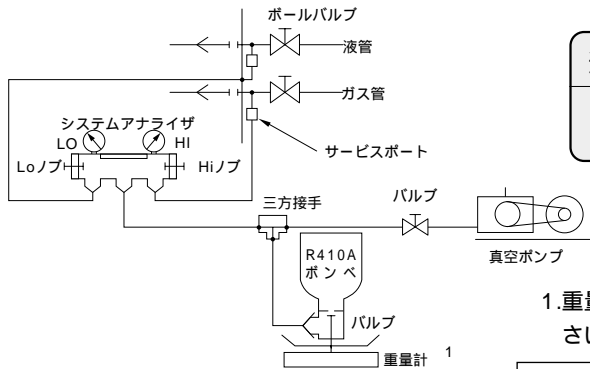 ボールバルブ
液管
ガス管
システムアナライザ
LO
HI
Loノブ
Hiノブ
サービスポート
三方接手
バルブ
R410A
ボンベ
真空ポンプ
バルブ
重量計
1
1.重量
さい